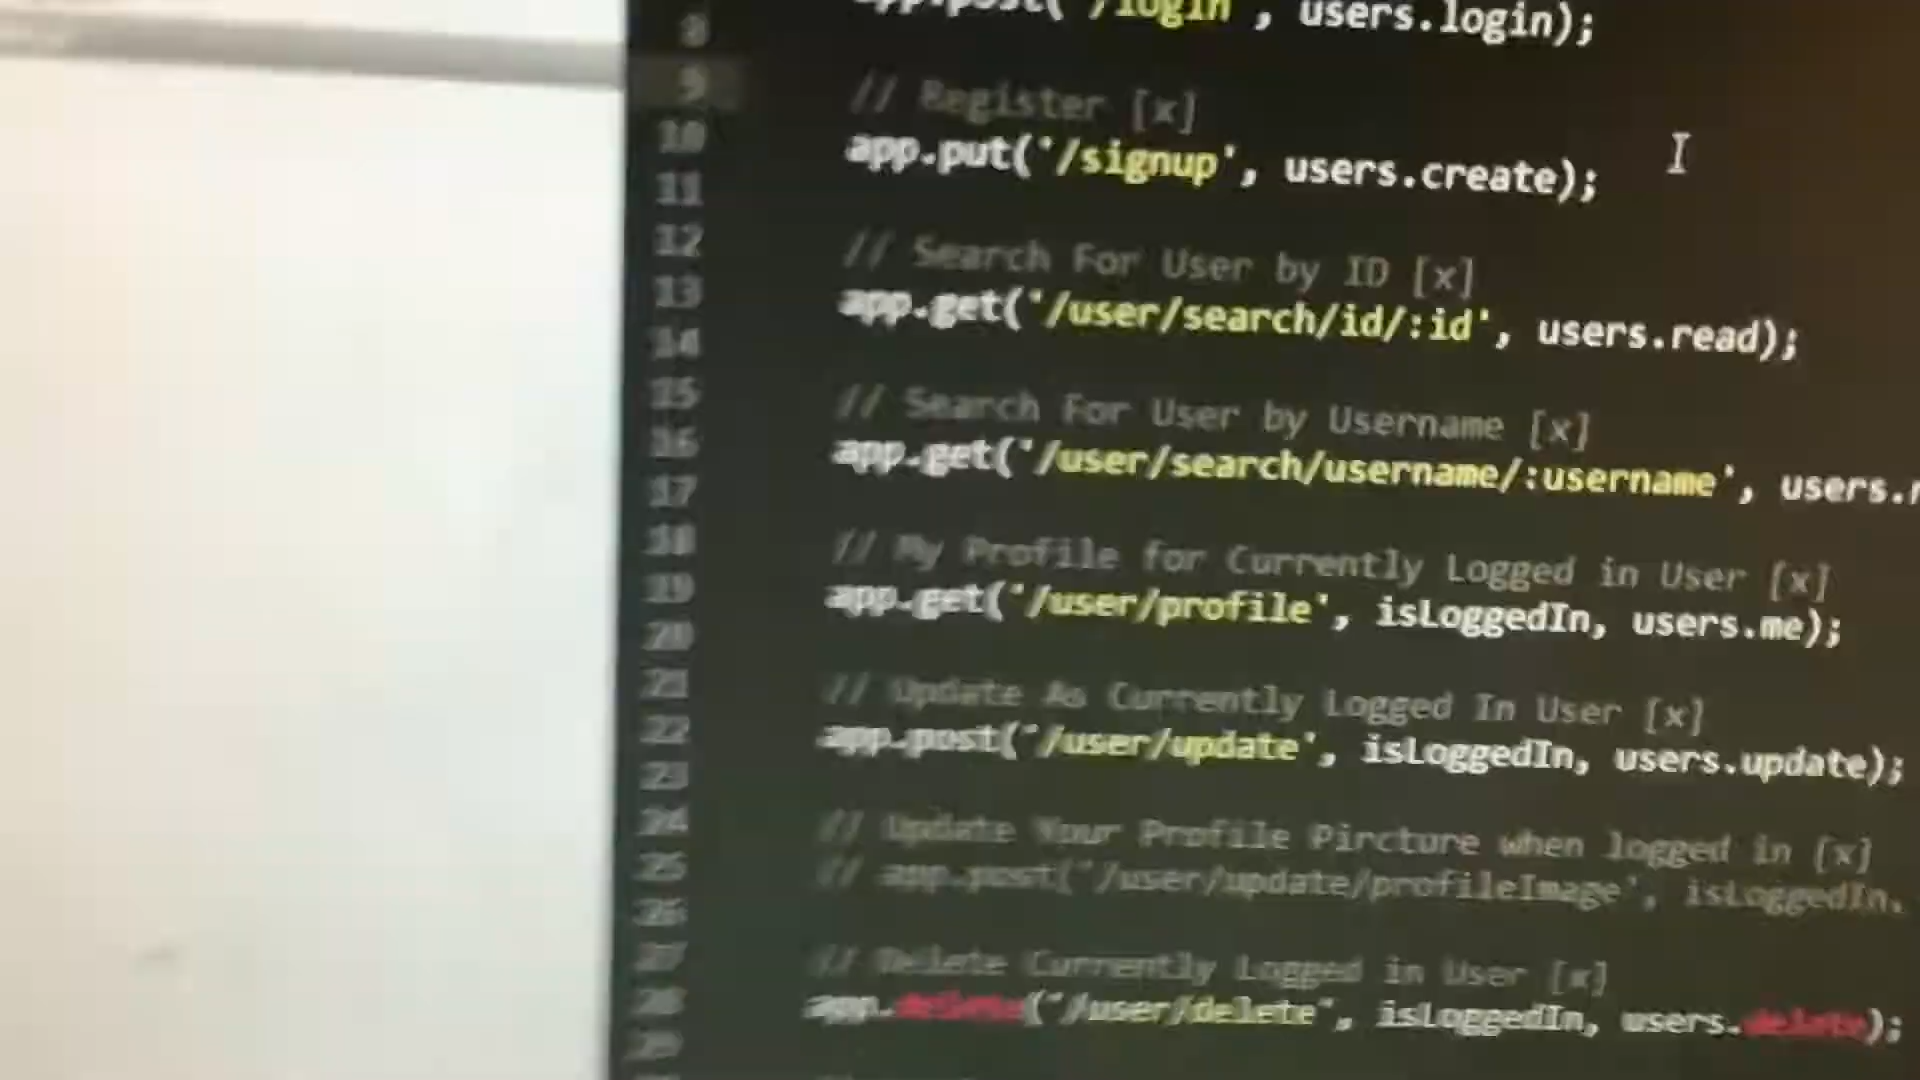 8 app.post('/login', users.login);
9 // Register [x]
10 app.put('/signup', users.create);
11
12 // Search For User by ID [x]
13 app.get('/user/search/id/:id', users.read);
14
15 // Search For User by Username [x]
16 app.get('/user/search/username/:username', users.r
17
18 // My Profile for Currently Logged in User [x]
19 app.get('/user/profile', isLoggedIn, users.me);
20
21 // Update As Currently Logged In User [x]
22 app.post('/user/update', isLoggedIn, users.update);
23
24 // Update Your Profile Pircture when logged in [x]
25 // app.post('/user/update/profileImage', isLoggedIn,
26
27 // Delete Currently Logged in User [x]
28 app.delete('/user/delete', isLoggedIn, users.delete);
29